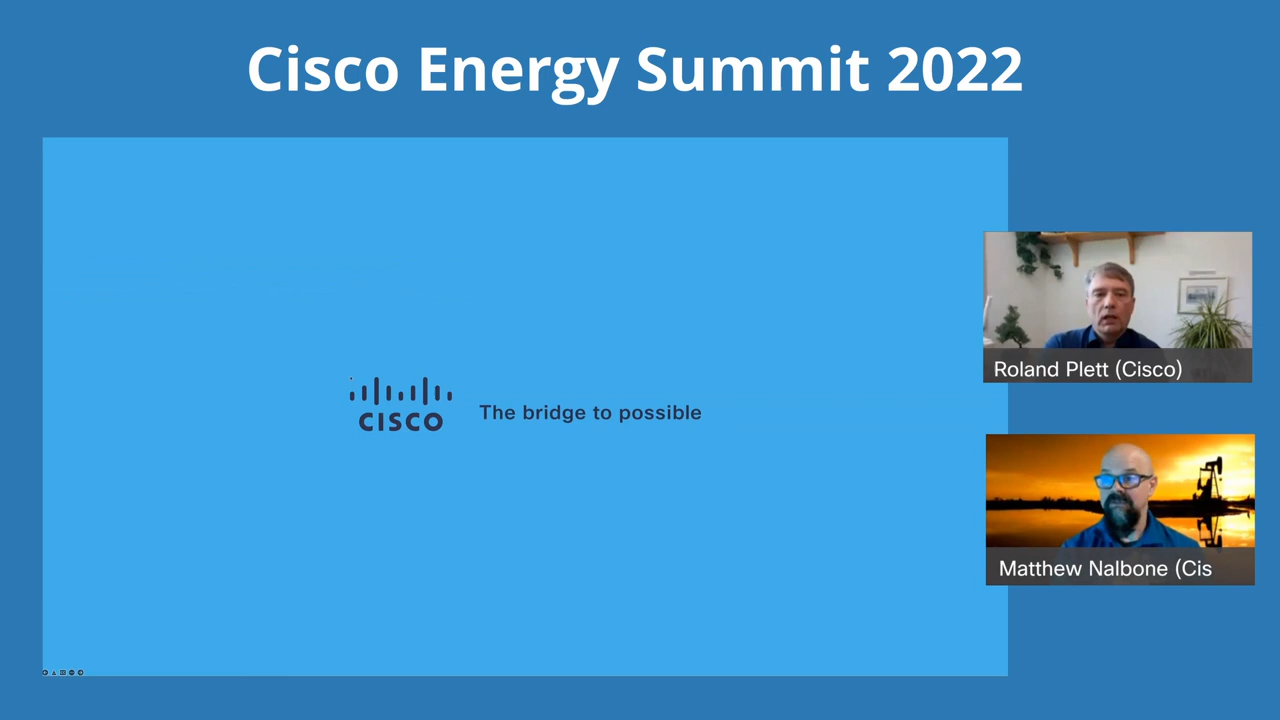 Cisco Energy Summit 2022
CISCO
The bridge to possible
Roland Plett (Cisco)
Matthew Nalbone (Cis